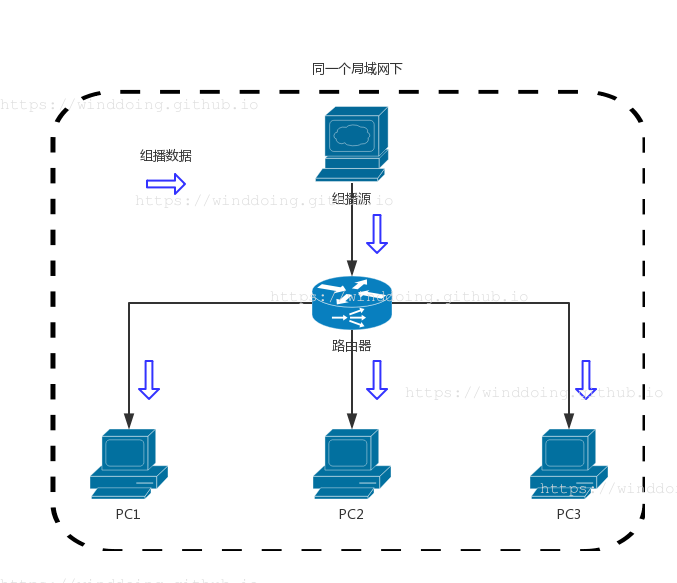 同一个局域网下
https://winddoing.github.io
组播数据
https://winddoing.github.io
组播源
https://winddoing.github.io
路由器
https://winddoing.github.io
https://winddoi
PC1
PC2
PC3
https://winddoing.github.io